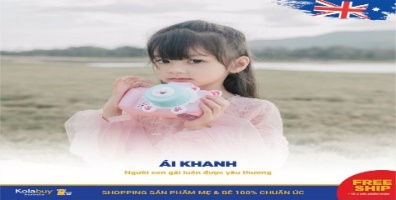 ÁI KHANH
Người con gái luôn được yêu thương
Kolabuy
SHOPPING SẢN PHẨM MẸ & BÉ 100% CHUẨN ÚC
FREE
SHIP